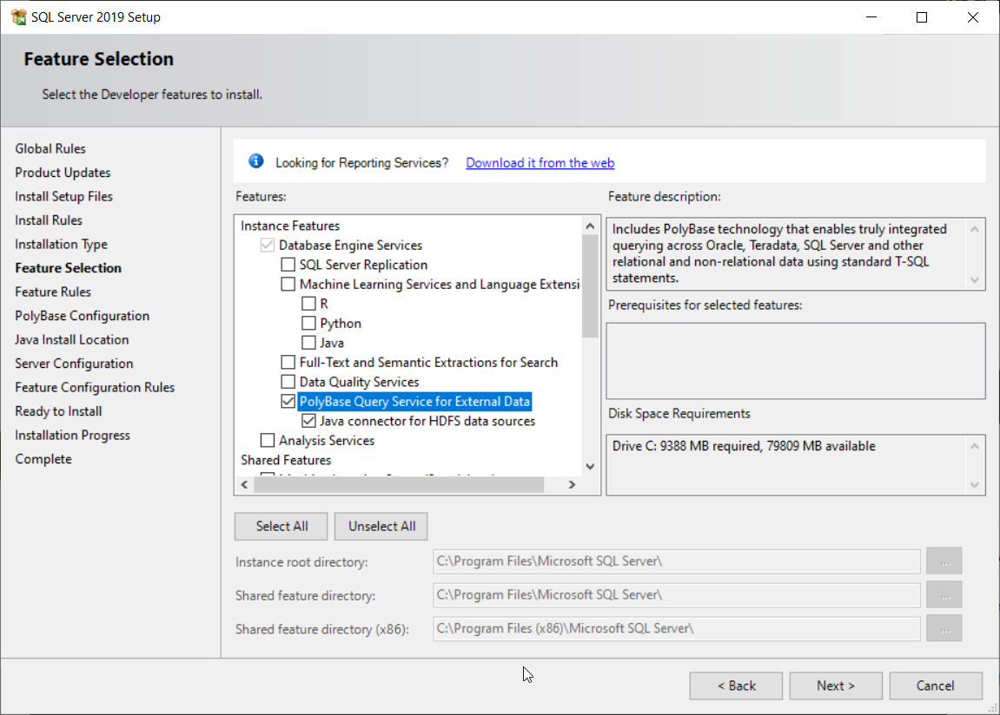 SQL Server 2019 Setup
Feature Selection
Select the Developer features to install.
Global Rules
Product Updates
Install Setup Files
Install Rules
Installation Type
Feature Selection
Feature Rules
PolyBase Configuration
Java Install Location
Server Configuration
Feature Configuration Rules
Ready to Install
Installation Progress
Complete
Looking for Reporting Services? Download it from the web
Features:
Instance Features
Database Engine Services
SQL Server Replication
Machine Learning Services and Language Extensi
R
Python
Java
Full-Text and Semantic Extractions for Search
Data Quality Services
PolyBase Query Service for External Data
Java connector for HDFS data sources
Analysis Services
Shared Features
Feature description:
Includes PolyBase technology that enables truly integrated
querying across Oracle, Teradata, SQL Server and other
relational and non-relational data using standard T-SQL
statements.
Prerequisites for selected features:
Disk Space Requirements
Drive C: 9388 MB required, 79809 MB available
Select All
Unselect All
Instance root directory: C:\Program Files\Microsoft SQL Server\ ...
Shared feature directory: C:\Program Files\Microsoft SQL Server\ ...
Shared feature directory (x86): C:\Program Files (x86)\Microsoft SQL Server\ ...
< Back
Next >
Cancel